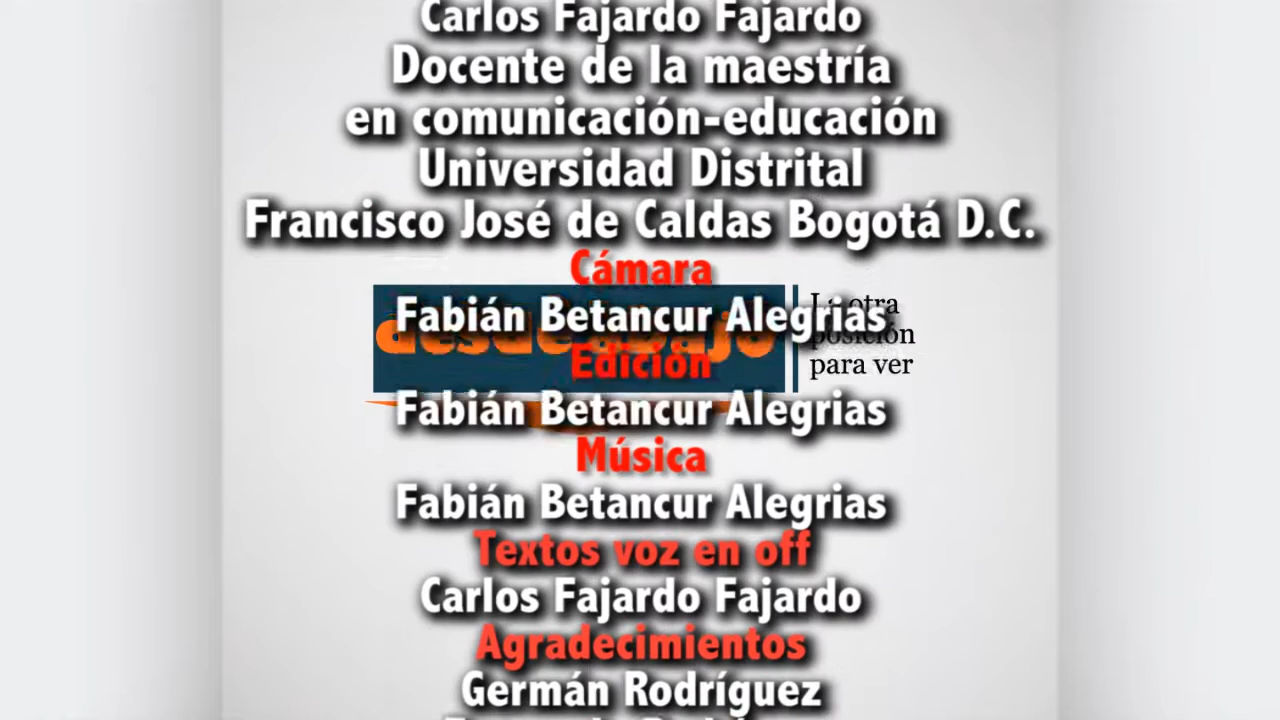 Carlos Fajardo Fajardo
Docente de la maestría
en comunicación-educación
Universidad Distrital
Francisco José de Caldas Bogotá D.C.
Cámara
Fabián Betancur Alegrias
desde abajo
La otra
posición
para ver
Edición
Fabián Betancur Alegrias
Música
Fabián Betancur Alegrias
Textos voz en off
Carlos Fajardo Fajardo
Agradecimientos
Germán Rodríguez